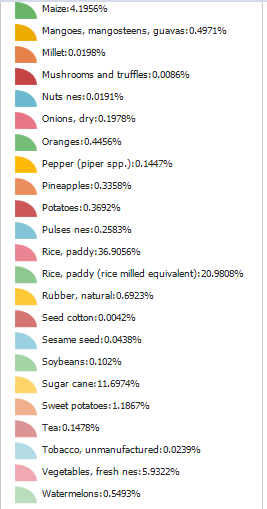 Maize:4.1956%
Mangoes, mangosteens, guavas:0.4971%
Millet:0.0198%
Mushrooms and truffles:0.0086%
Nuts nes:0.0191%
Onions, dry:0.1978%
Oranges:0.4456%
Pepper (piper spp.):0.1447%
Pineapples:0.3358%
Potatoes:0.3692%
Pulses nes:0.2583%
Rice, paddy:36.9056%
Rice, paddy (rice milled equivalent):20.9808%
Rubber, natural:0.6923%
Seed cotton:0.0042%
Sesame seed:0.0438%
Soybeans:0.102%
Sugar cane:11.6974%
Sweet potatoes:1.1867%
Tea:0.1478%
Tobacco, unmanufactured:0.0239%
Vegetables, fresh nes:5.9322%
Watermelons:0.5493%